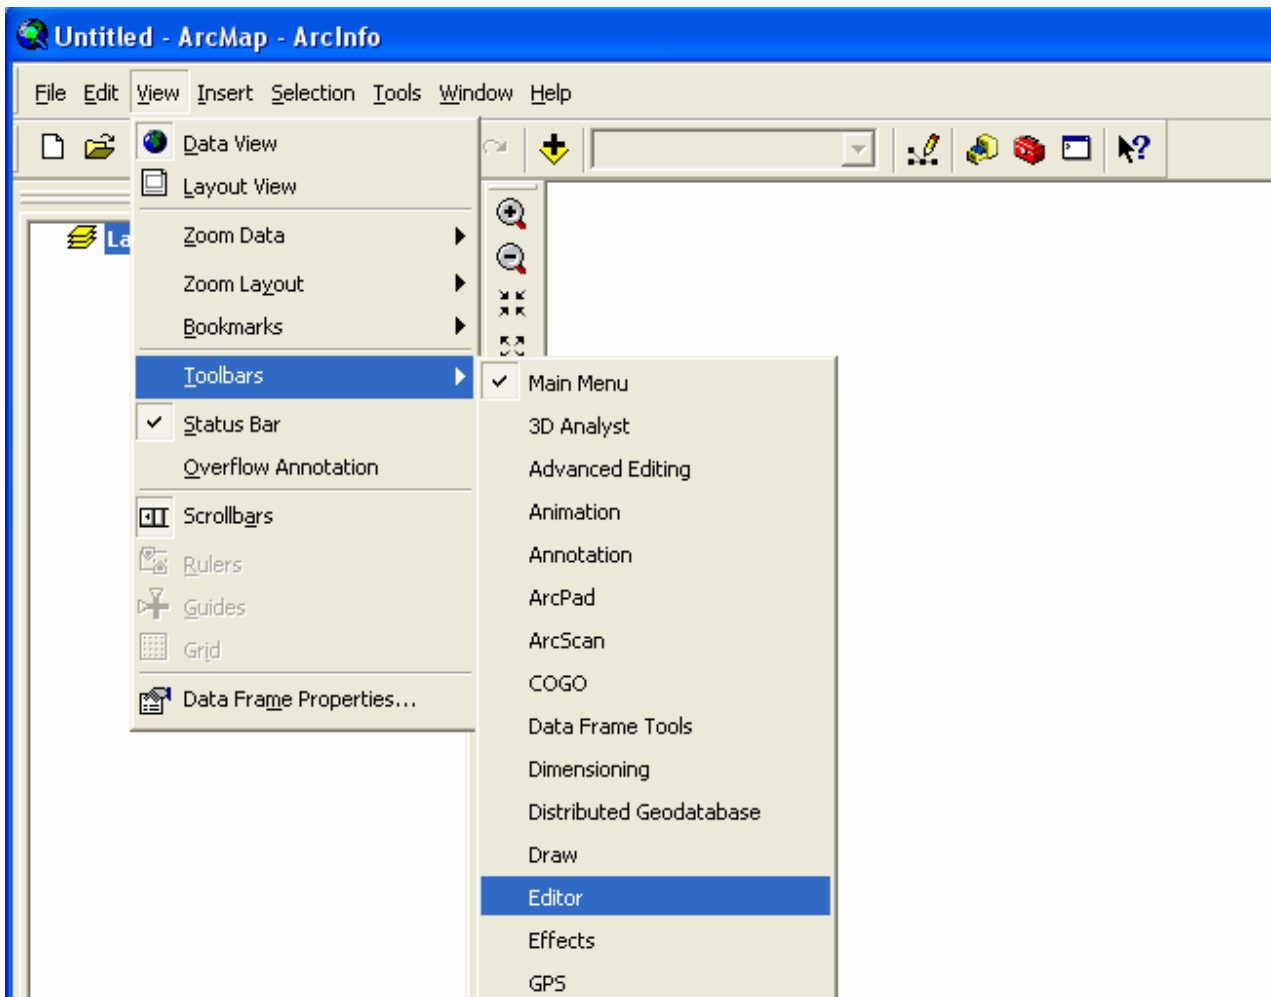 Untitled - ArcMap - ArcInfo
File Edit View Insert Selection Tools Window Help
Data View
Layout View
La
Zoom Data
Zoom Layout
Bookmarks
Toolbars
Status Bar
Overflow Annotation
Scrollbars
Rulers
Guides
Grid
Data Frame Properties...
Main Menu
3D Analyst
Advanced Editing
Animation
Annotation
ArcPad
ArcScan
COGO
Data Frame Tools
Dimensioning
Distributed Geodatabase
Draw
Editor
Effects
GPS